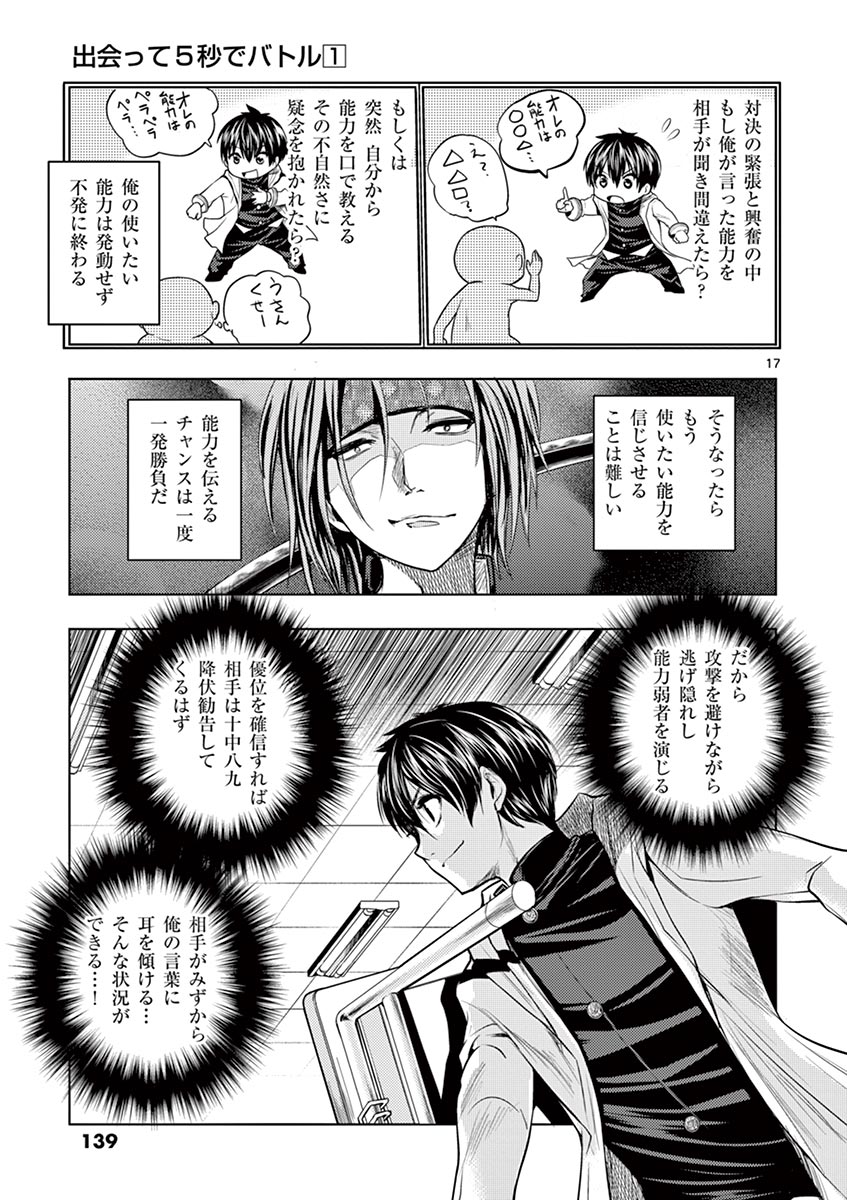 出会って5秒でバトル1
対決の緊張と興奮の中
もし俺が言った能力を
相手が聞き間違えたら?
オレの
能力は
〇〇△…
え?
△△□?
もしくは
突然 自分から
能力を口で教える
その不自然さに
疑念を抱かれたら?
オレの
能力は
ペラペラ
ペラ…
うさん
くせー
俺の使いたい
能力は発動せず
不発に終わる
17
そうなったら
もう
使いたい能力を
信じさせる
ことは難しい
能力を伝える
チャンスは一度
一発勝負だ
だから
攻撃を避けながら
逃げ隠れし
能力弱者を演じる
優位を確信すれば
相手は十中八九
降伏勧告して
くるはず
相手がみずから
俺の言葉に
耳を傾ける…
そんな状況が
できる…!
139